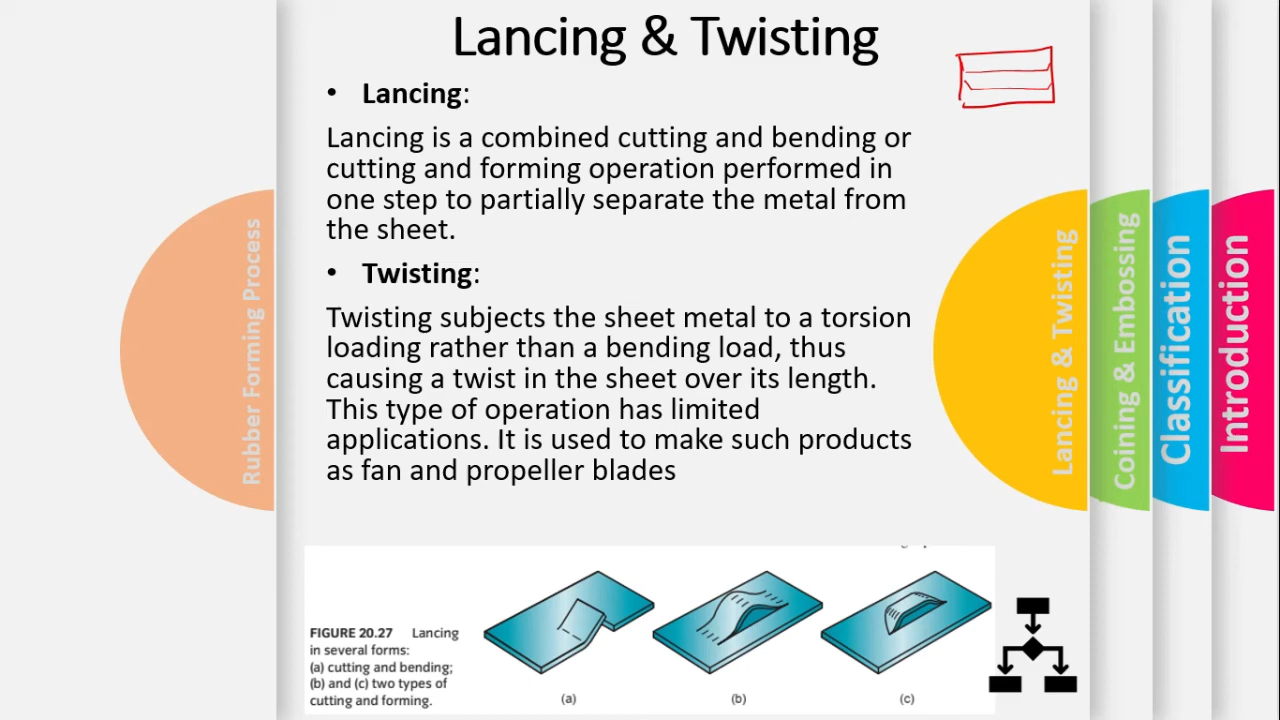 Lancing & Twisting
• Lancing:
Lancing is a combined cutting and bending or
cutting and forming operation performed in
one step to partially separate the metal from
the sheet.
• Twisting:
Twisting subjects the sheet metal to a torsion
loading rather than a bending load, thus
causing a twist in the sheet over its length.
This type of operation has limited
applications. It is used to make such products
as fan and propeller blades
Rubber Forming Process
Lancing & Twisting
Coining & Embossing
Classification
Introduction
FIGURE 20.27 Lancing
in several forms:
(a) cutting and bending;
(b) and (c) two types of
cutting and forming.
(a)
(b)
(c)